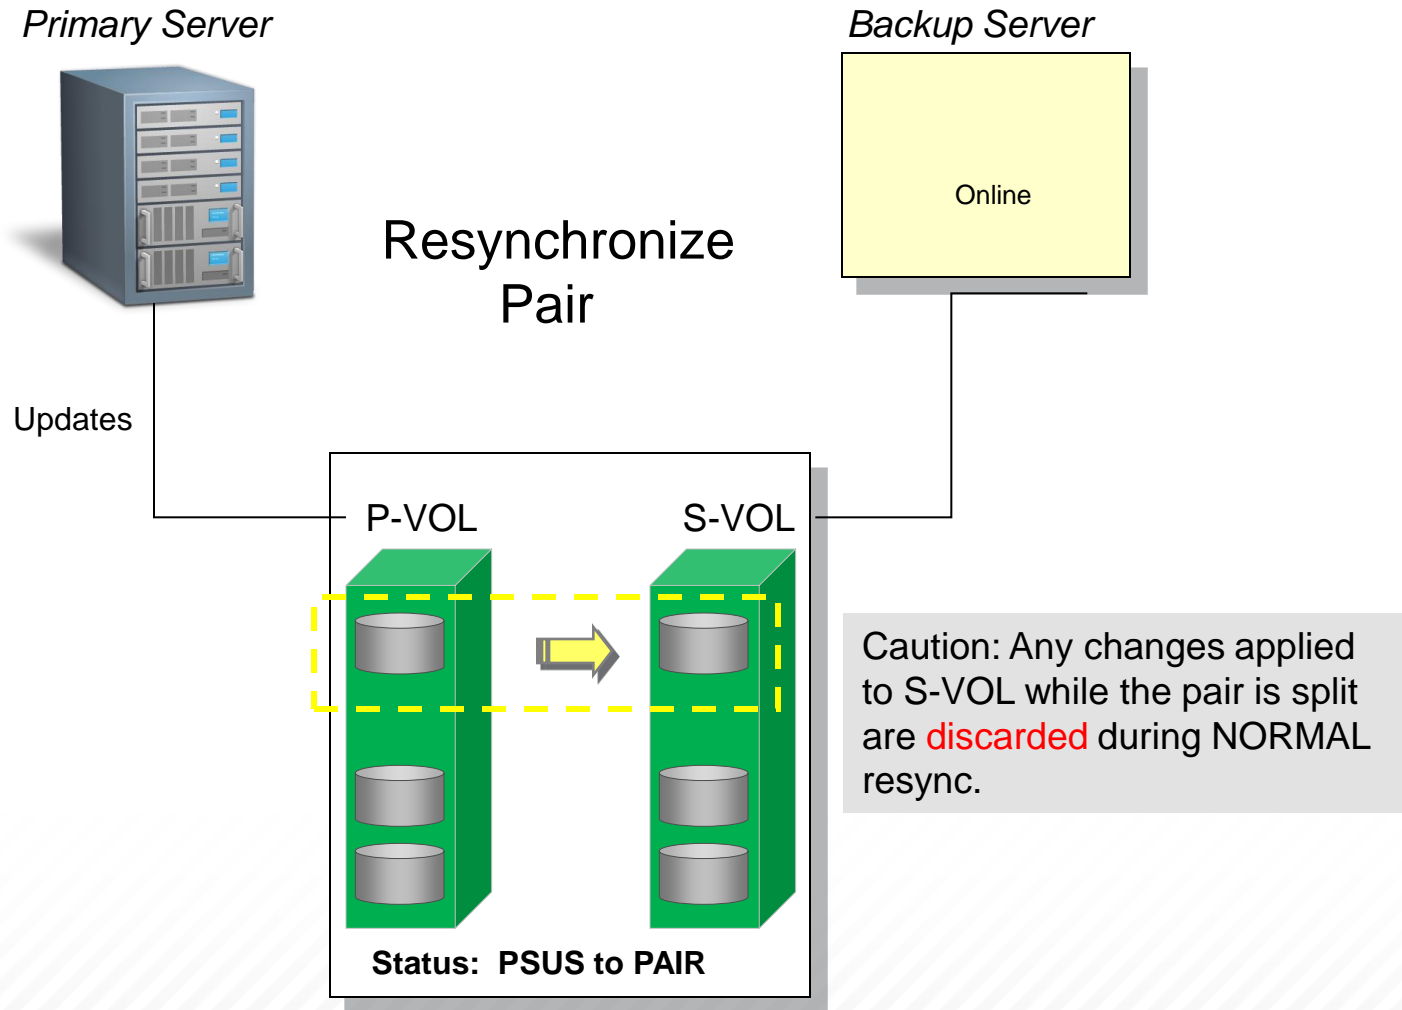 Primary Server
Backup Server
Online
Resynchronize
Pair
Updates
P-VOL
S-VOL
Caution: Any changes applied
to S-VOL while the pair is split
are discarded during NORMAL
resync.
Status: PSUS to PAIR